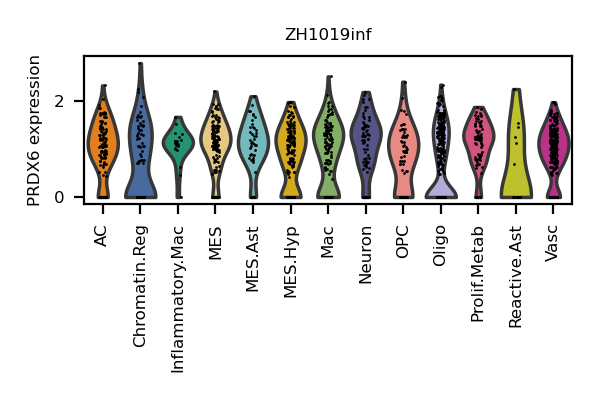 ZH1019inf
PRDX6 expression
2
0
AC
Chromatin.Reg
Inflammatory.Mac
MES
MES.Ast
MES.Hyp
Mac
Neuron
OPC
Oligo
Prolif.Metab
Reactive.Ast
Vasc